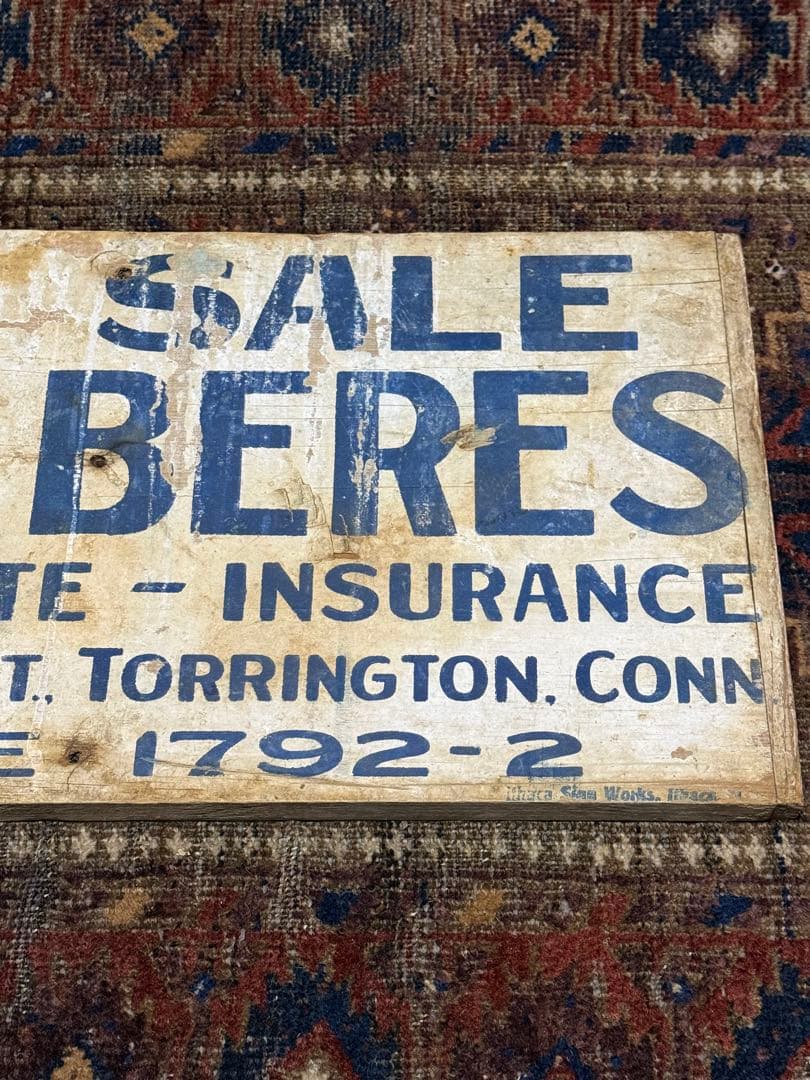 SALE
BERES
TE - INSURANCE
T., TORRINGTON, CONN
E 1792-2
Ithaca Sign Works, Ithaca